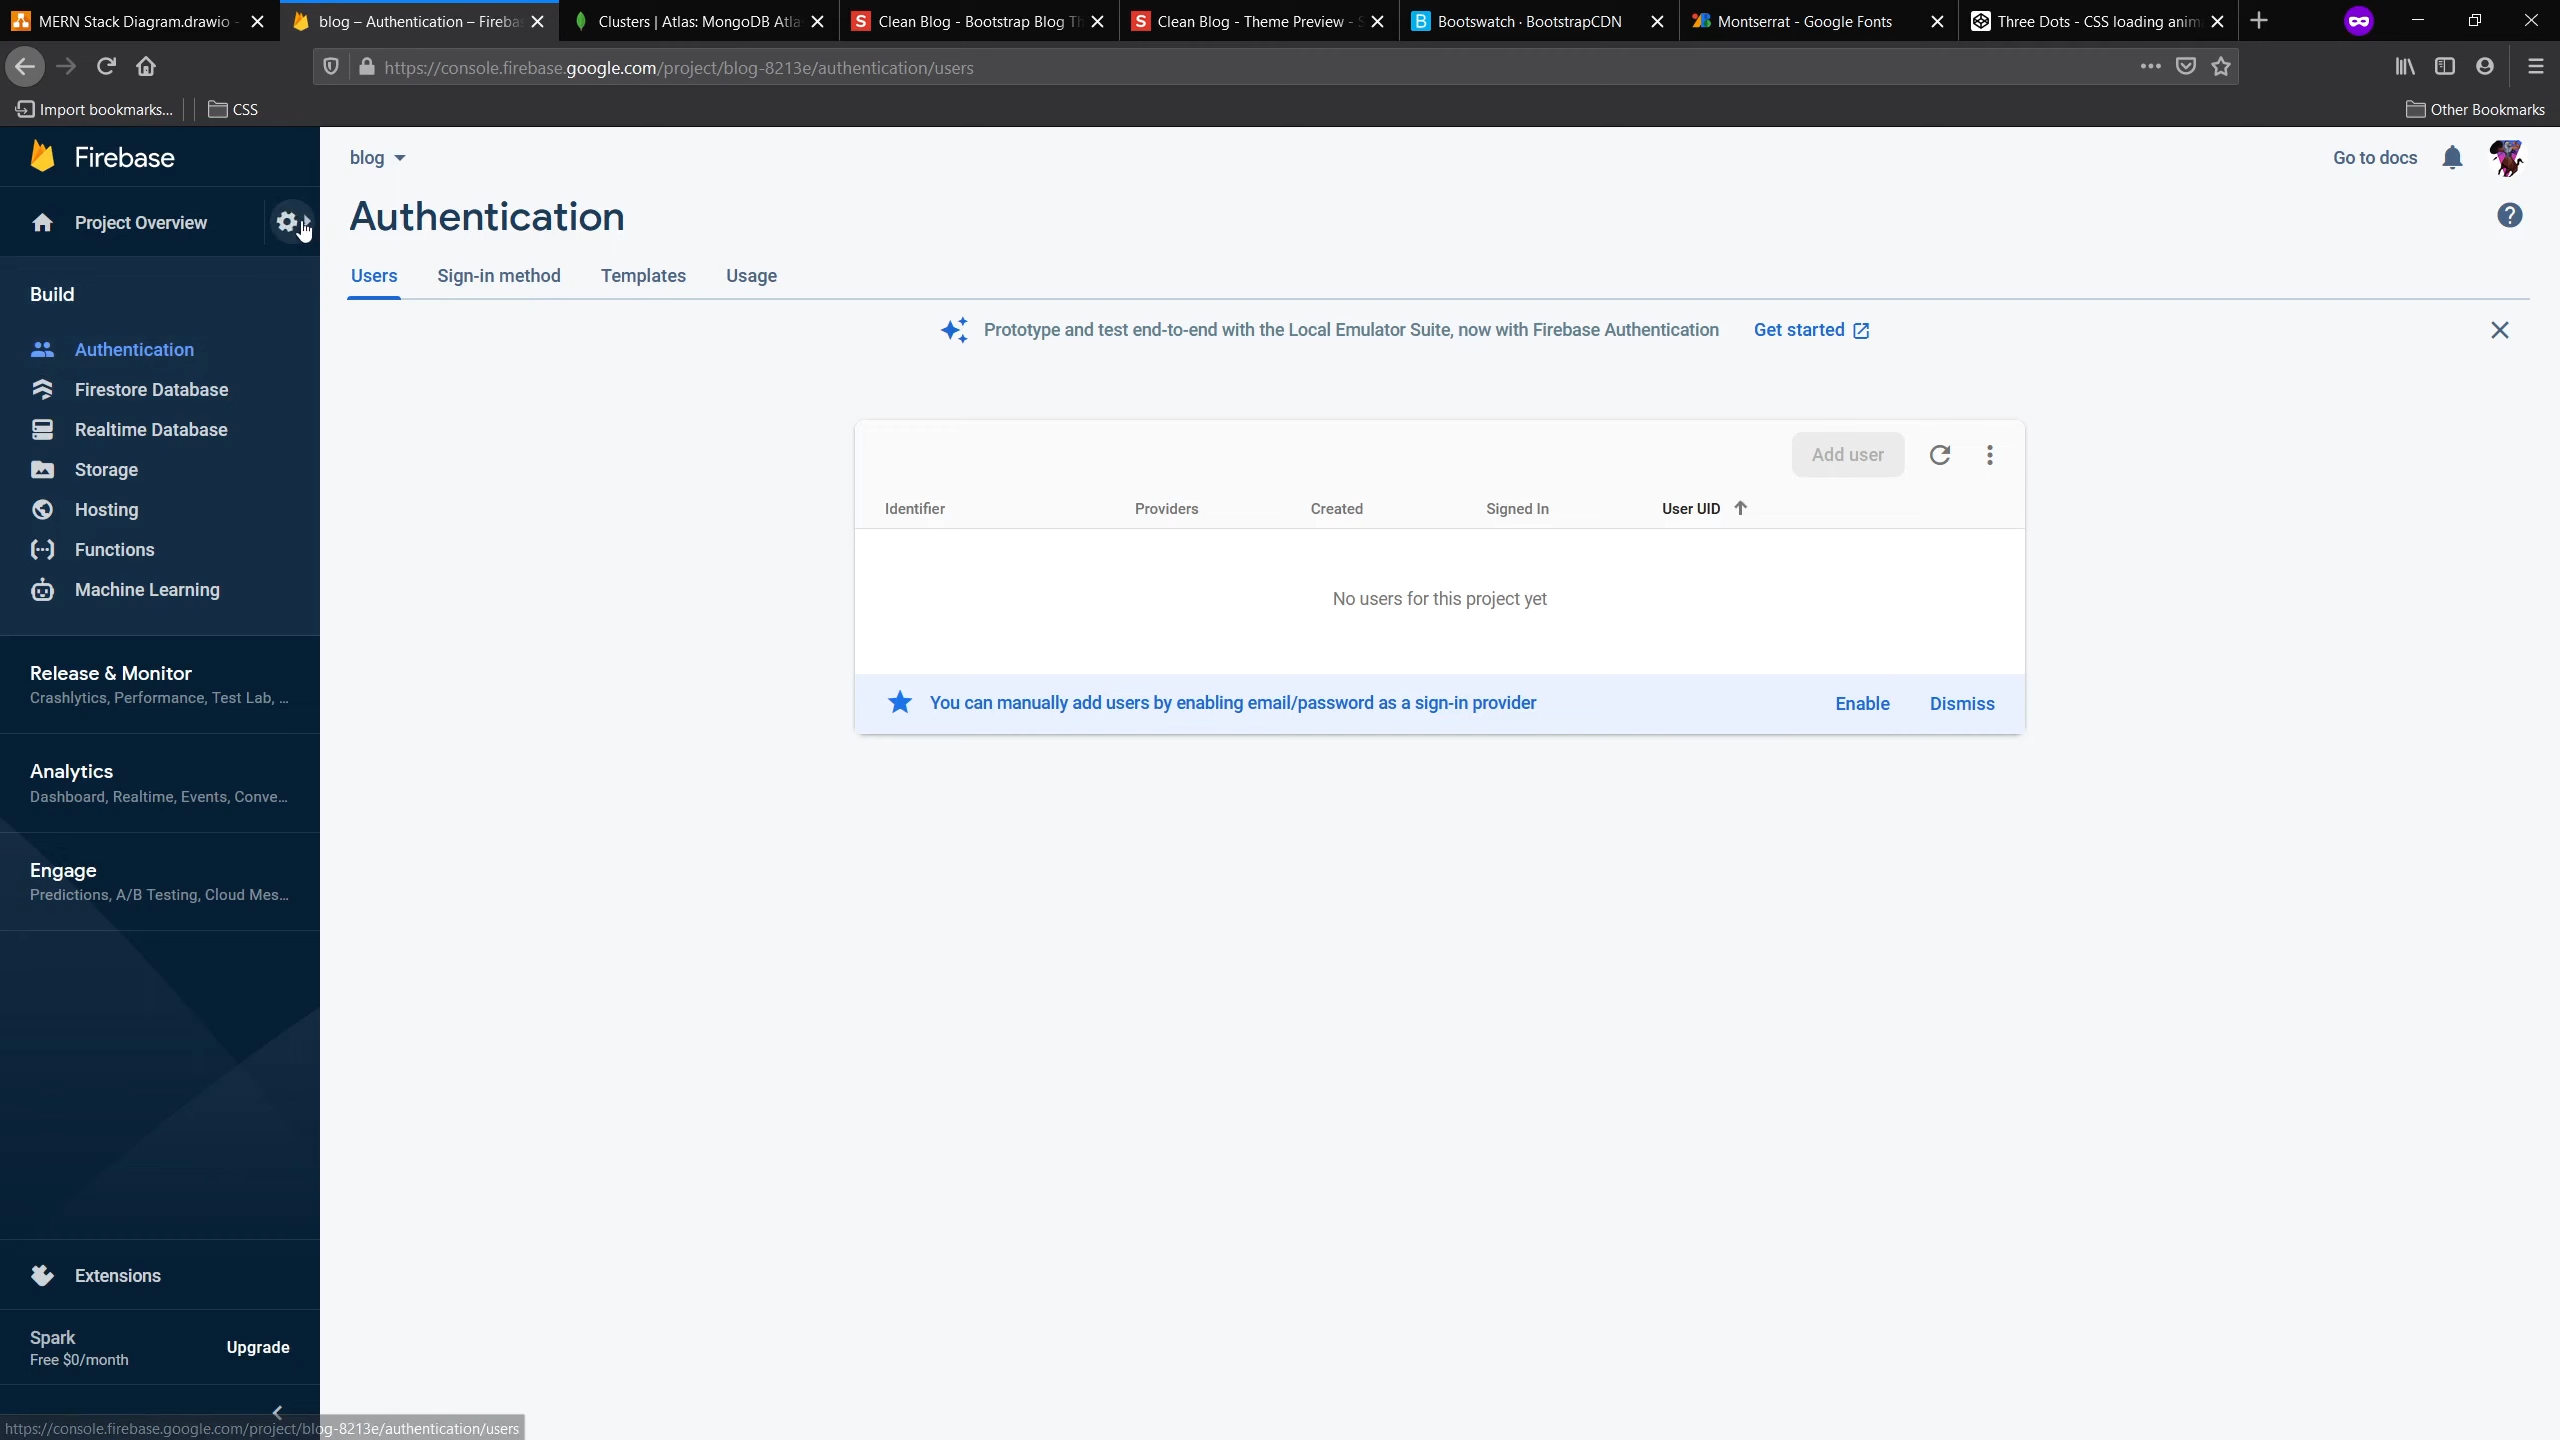 MERN Stack Diagram.drawio -
blog – Authentication – Fireba
Clusters | Atlas: MongoDB Atla
Clean Blog - Bootstrap Blog Th
Clean Blog - Theme Preview - S
Bootswatch · BootstrapCDN
Montserrat - Google Fonts
Three Dots - CSS loading anim
https://console.firebase.google.com/project/blog-8213e/authentication/users
Import bookmarks...
CSS
Other Bookmarks
Firebase
blog
Go to docs
Project Overview
Authentication
Users
Sign-in method
Templates
Usage
Build
Prototype and test end-to-end with the Local Emulator Suite, now with Firebase Authentication
Get started
Authentication
Firestore Database
Realtime Database
Storage
Hosting
Functions
Machine Learning
Add user
Identifier
Providers
Created
Signed In
User UID
No users for this project yet
You can manually add users by enabling email/password as a sign-in provider
Enable
Dismiss
Release & Monitor
Crashlytics, Performance, Test Lab, ...
Analytics
Dashboard, Realtime, Events, Conve...
Engage
Predictions, A/B Testing, Cloud Mes...
Extensions
Spark
Free $0/month
Upgrade
https://console.firebase.google.com/project/blog-8213e/authentication/users